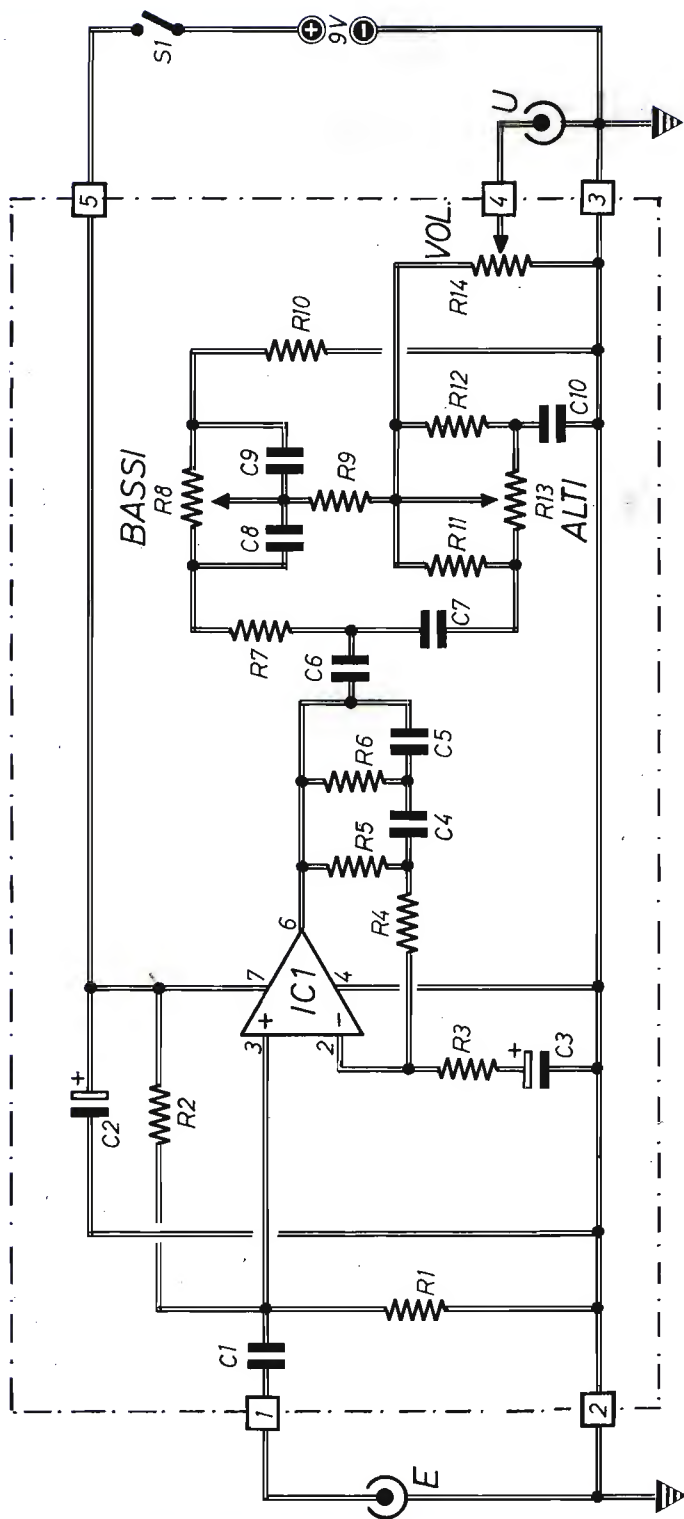 +
C2
5
S1
R2
BASSI
R8
C1
C8
C9
R10
1
3
+
7
6
R7
+
IC1
2
−
4
C6
R9
9V
−
R5
R6
E
R4
C4
C5
C7
R11
R12
VOL.
R1
R3
+
C3
R13
ALTI
C10
R14
4
U
2
3